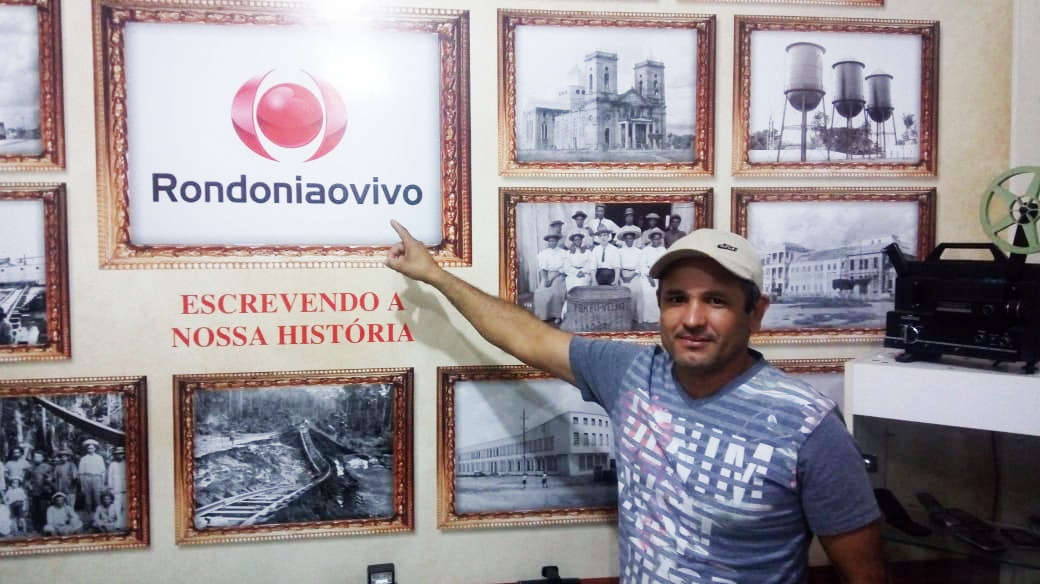 Rondoniaovivo
ESCREVENDO A
NOSSA HISTÓRIA